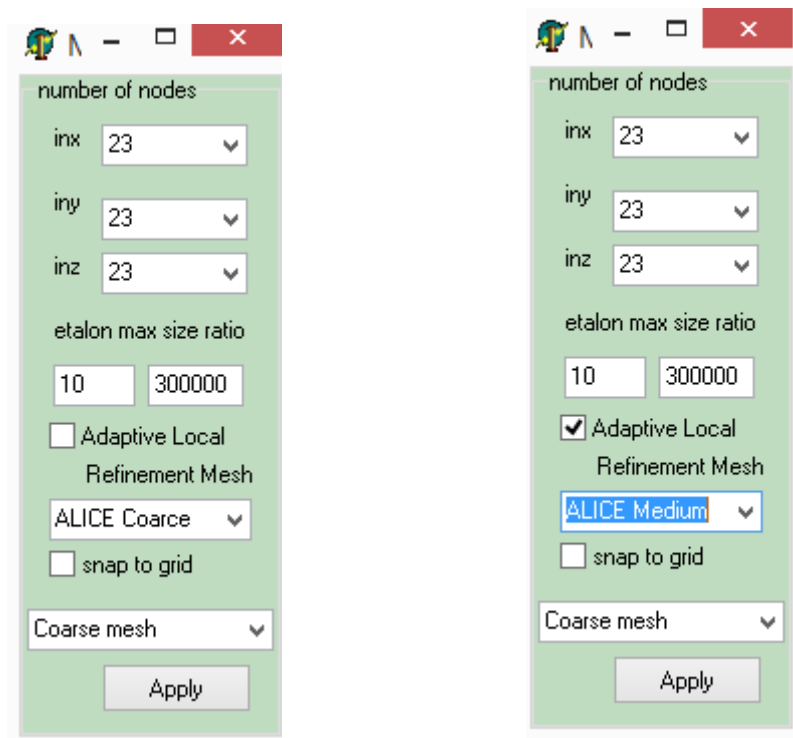 number of nodes
inx 23
iny 23
inz 23
etalon max size ratio
10 300000
Adaptive Local
Refinement Mesh
ALICE Coarce
snap to grid
Coarse mesh
Apply
number of nodes
inx 23
iny 23
inz 23
etalon max size ratio
10 300000
Adaptive Local
Refinement Mesh
ALICE Medium
snap to grid
Coarse mesh
Apply